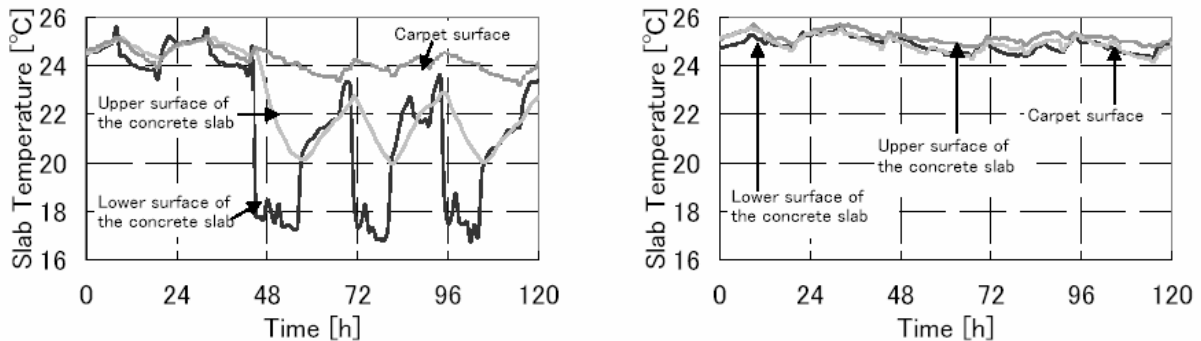 Slab Temperature [°C]
26
24
22
20
18
16
0 24 48 72 96 120
Time [h]
Carpet surface
Upper surface of
the concrete slab
Lower surface of
the concrete slab
Slab Temperature [°C]
26
24
22
20
18
16
0 24 48 72 96 120
Time [h]
Lower surface of
the concrete slab
Upper surface of
the concrete slab
Carpet surface